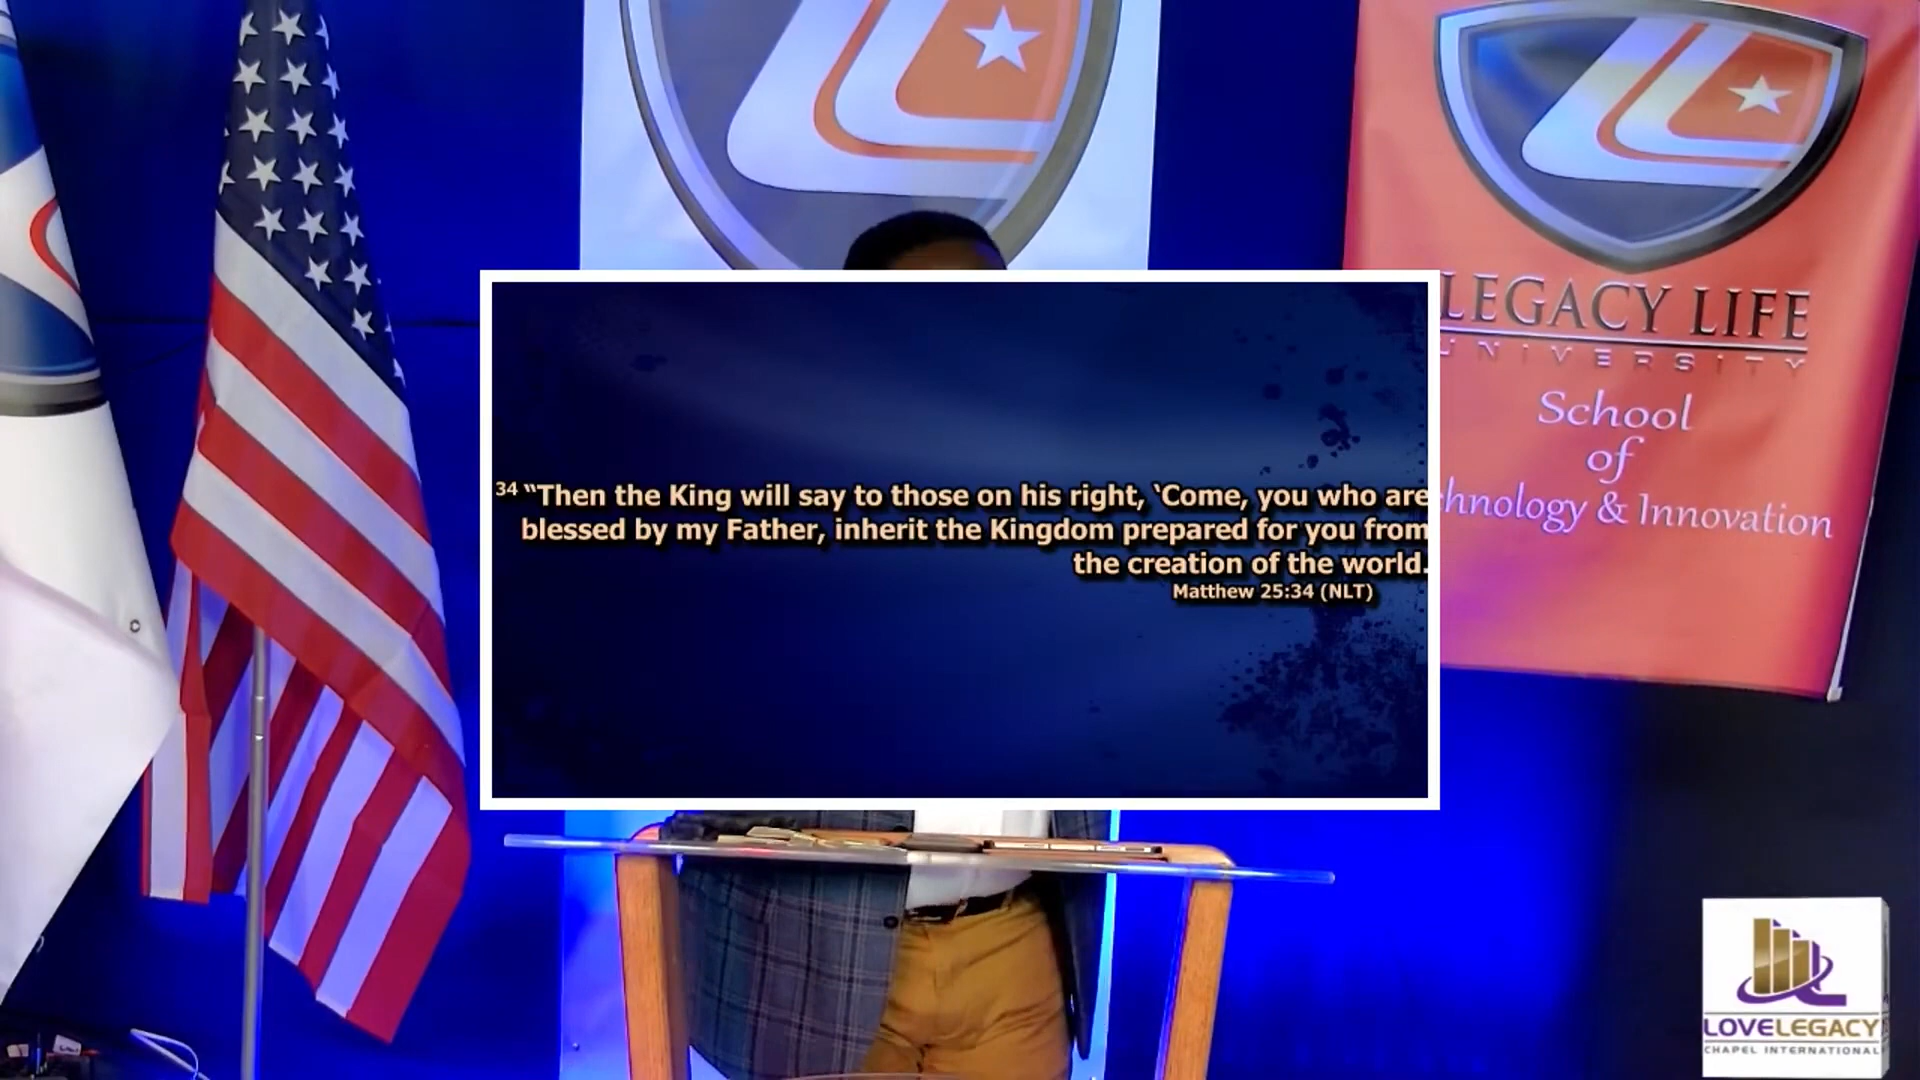 LEGACY LIFE
UNIVERSITY
School
of
hnology & Innovation
34 “Then the King will say to those on his right, ‘Come, you who are
blessed by my Father, inherit the Kingdom prepared for you from
the creation of the world.
Matthew 25:34 (NLT)
LOVELEGACY
CHAPEL INTERNATIONAL